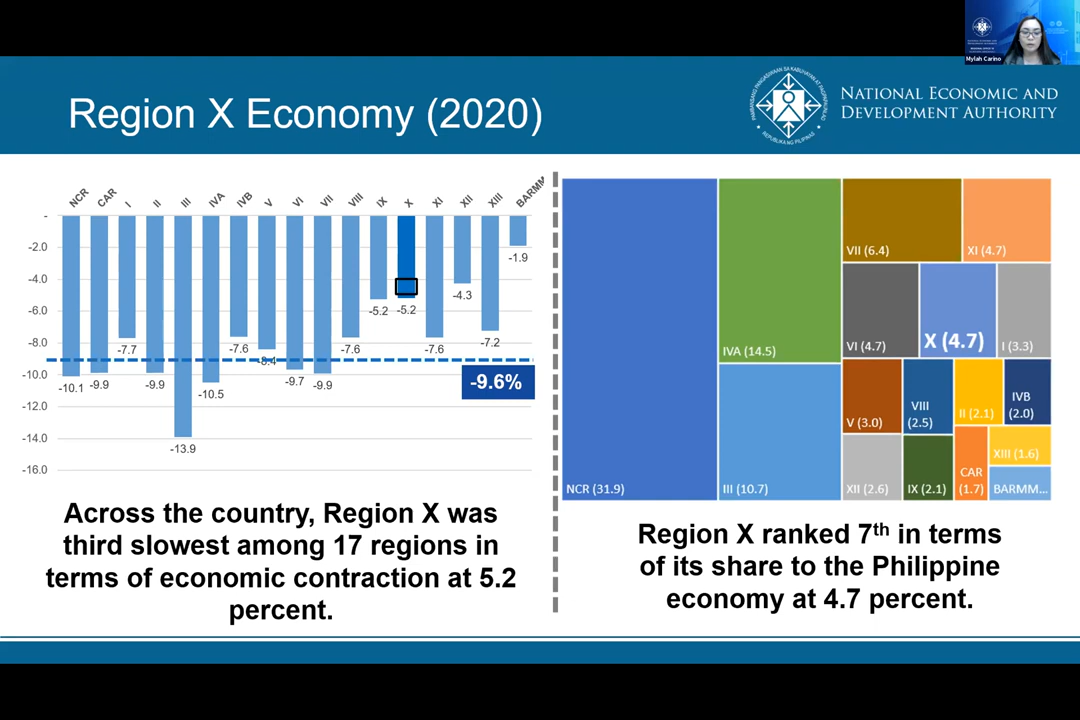 Mylah Carino
Region X Economy (2020)
NATIONAL ECONOMIC AND
DEVELOPMENT AUTHORITY
REPUBLIKA NG PILIPINAS
NCR CAR I II III IVA IVB V VI VII VIII IX X XI XII XIII BARMM
-
-2.0
-4.0
-6.0
-8.0
-10.0
-12.0
-14.0
-16.0
-10.1 -9.9 -7.7 -9.9 -13.9 -10.5 -7.6 -8.4 -9.7 -9.9 -7.6 -5.2 -5.2 -7.6 -4.3 -7.2 -1.9
-9.6%
Across the country, Region X was
third slowest among 17 regions in
terms of economic contraction at 5.2
percent.
NCR (31.9)
IVA (14.5)
III (10.7)
VII (6.4)
XI (4.7)
VI (4.7)
X (4.7)
I (3.3)
V (3.0)
VIII
(2.5)
II (2.1)
IVB
(2.0)
XII (2.6)
IX (2.1)
CAR
(1.7)
XIII (1.6)
BARMM...
Region X ranked 7th in terms
of its share to the Philippine
economy at 4.7 percent.